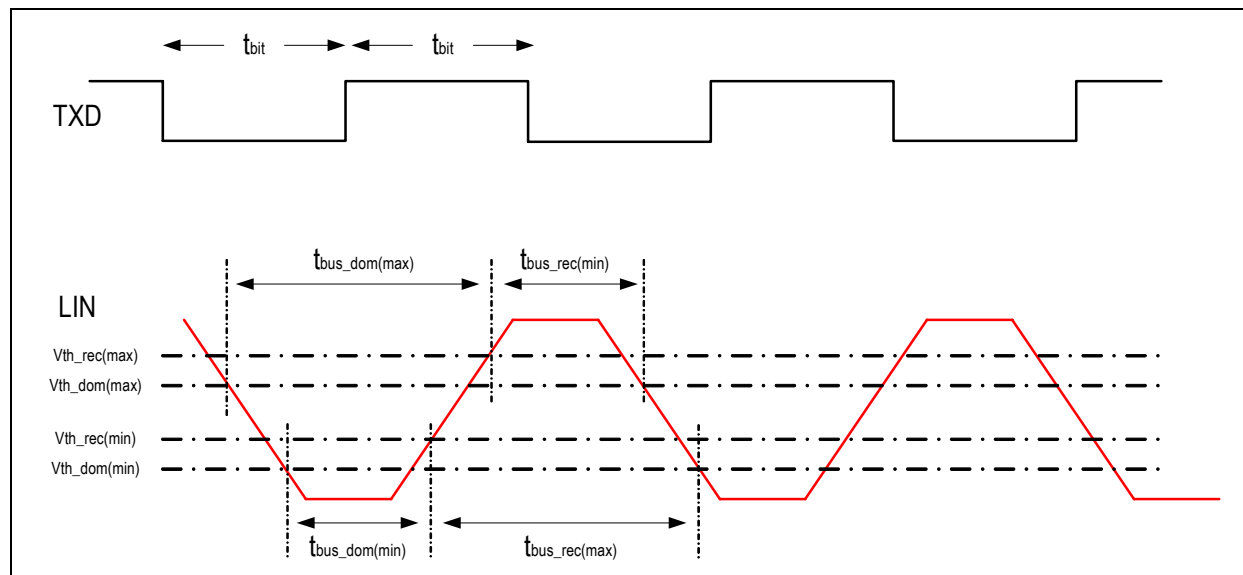 tbit tbit
TXD
tbus_dom(max) tbus_rec(min)
LIN
Vth_rec(max)
Vth_dom(max)
Vth_rec(min)
Vth_dom(min)
tbus_dom(min) tbus_rec(max)